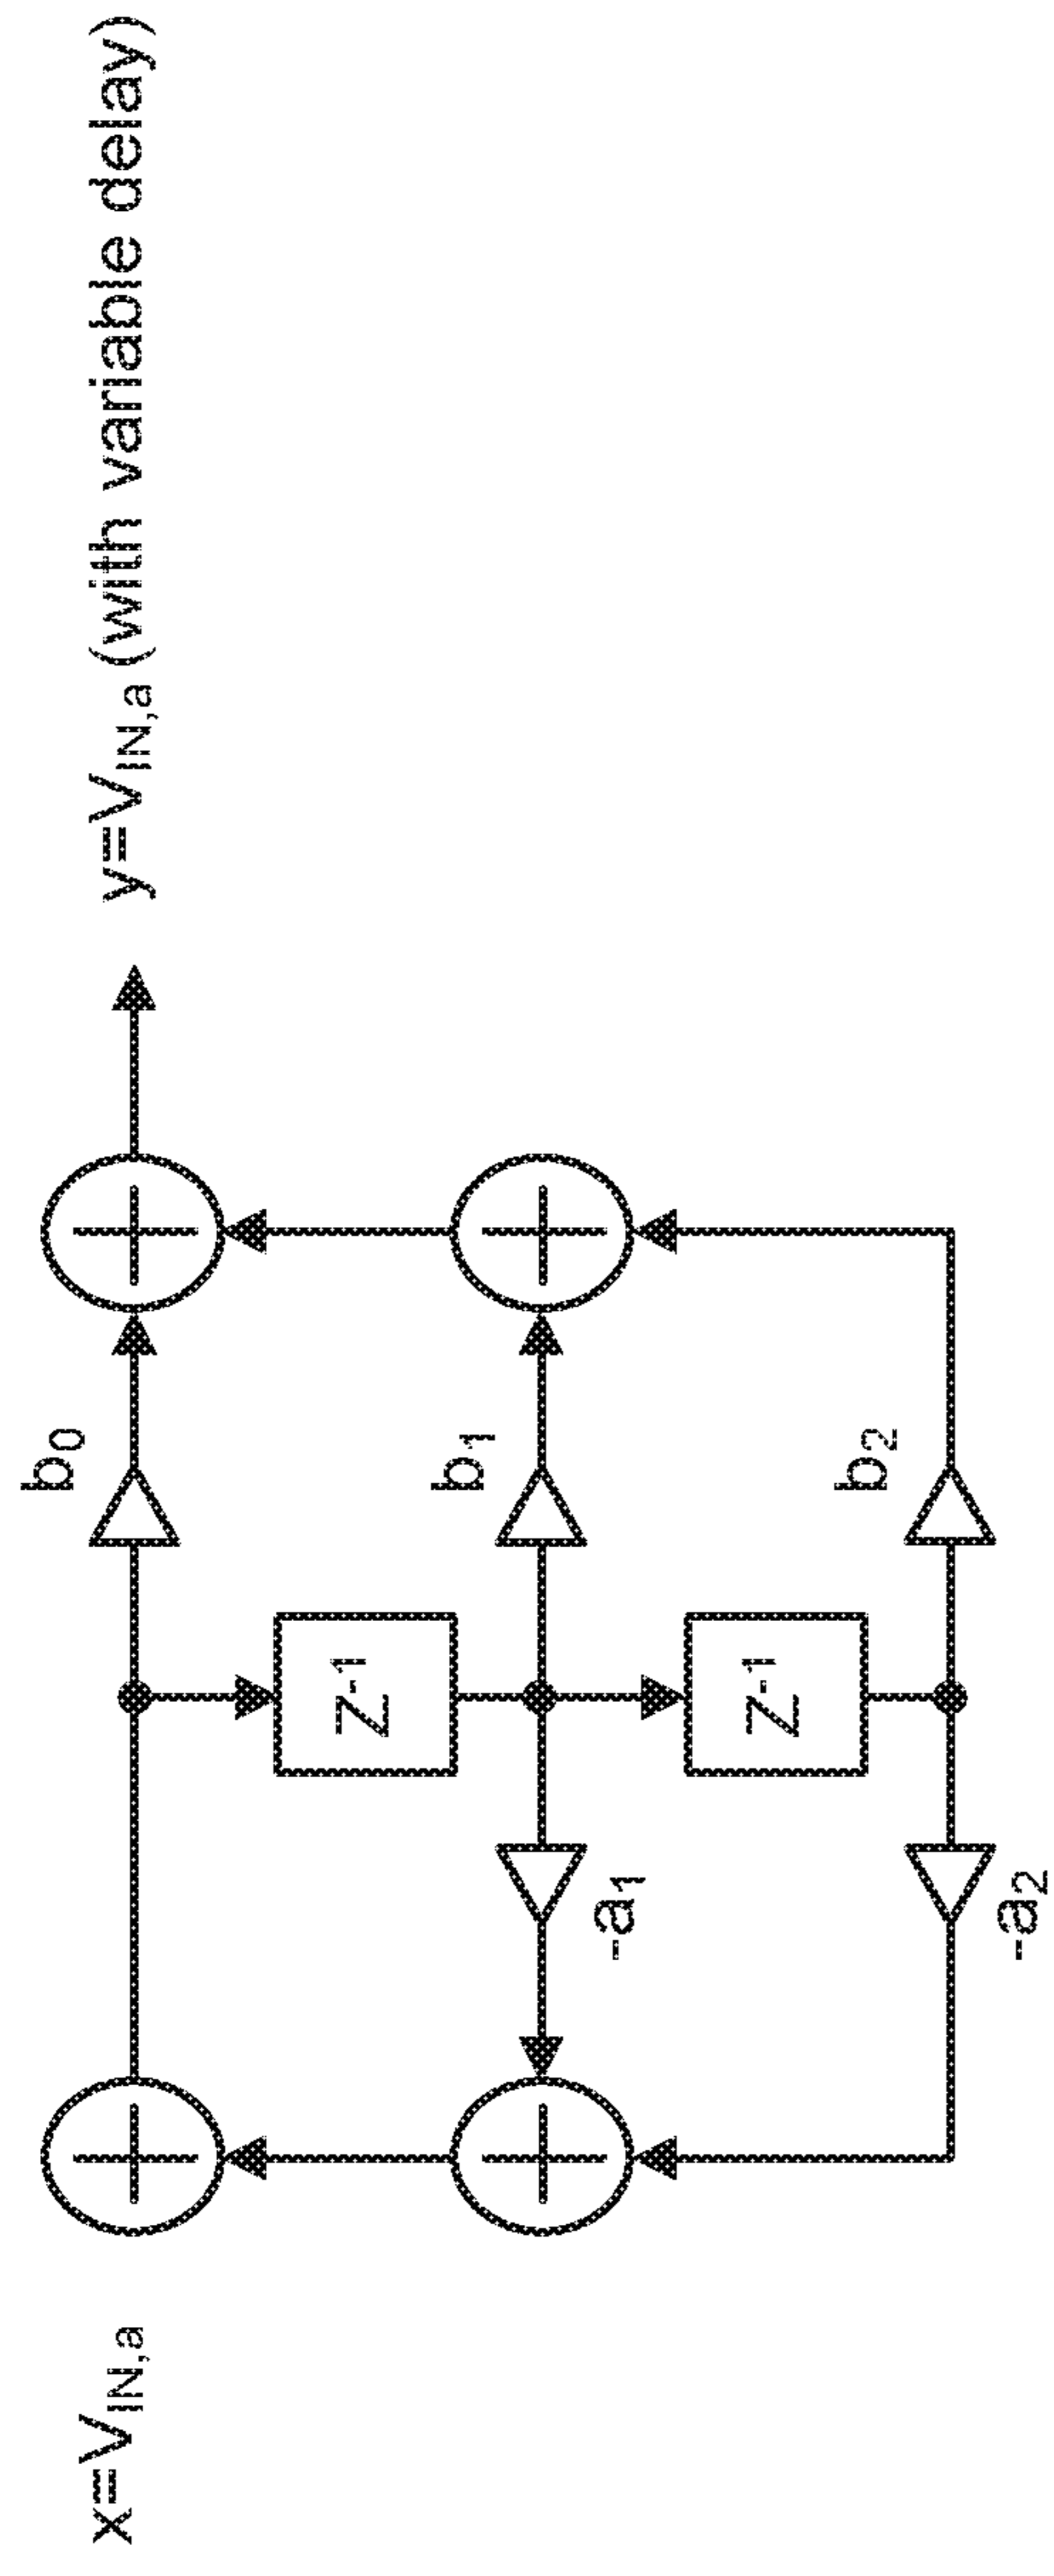 x=V_IN,a
y=V_IN,a (with variable delay)
b0
Z-1
-a1
b1
Z-1
-a2
b2